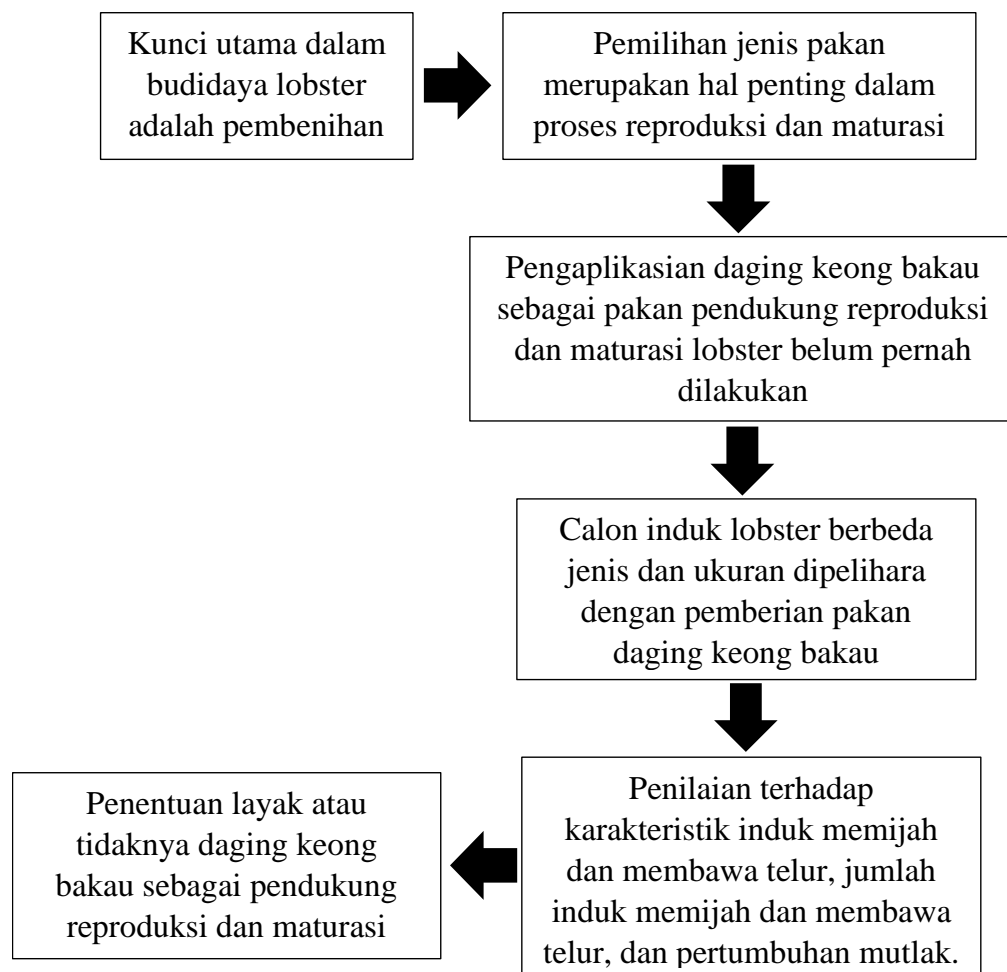 Kunci utama dalam
budidaya lobster
adalah pembenihan
Pemilihan jenis pakan
merupakan hal penting dalam
proses reproduksi dan maturasi
Pengaplikasian daging keong bakau
sebagai pakan pendukung reproduksi
dan maturasi lobster belum pernah
dilakukan
Calon induk lobster berbeda
jenis dan ukuran dipelihara
dengan pemberian pakan
daging keong bakau
Penilaian terhadap
karakteristik induk memijah
dan membawa telur, jumlah
induk memijah dan membawa
telur, dan pertumbuhan mutlak.
Penentuan layak atau
tidaknya daging keong
bakau sebagai pendukung
reproduksi dan maturasi